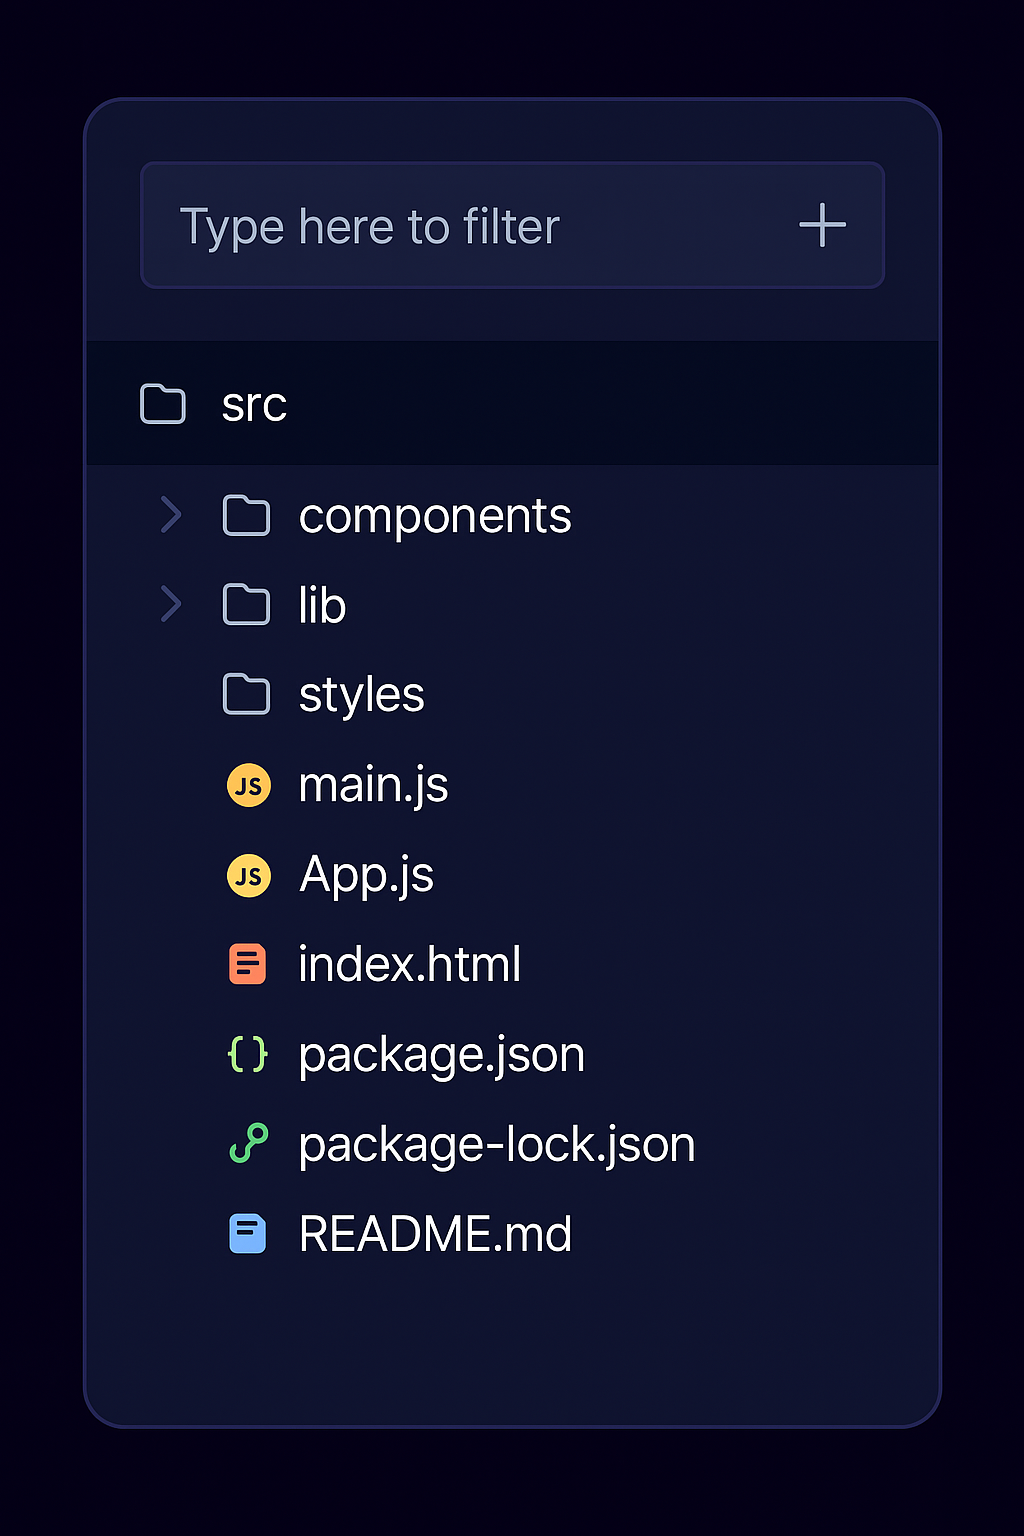 Type here to filter
src
components
lib
styles
JS main.js
JS App.js
index.html
{} package.json
package-lock.json
README.md